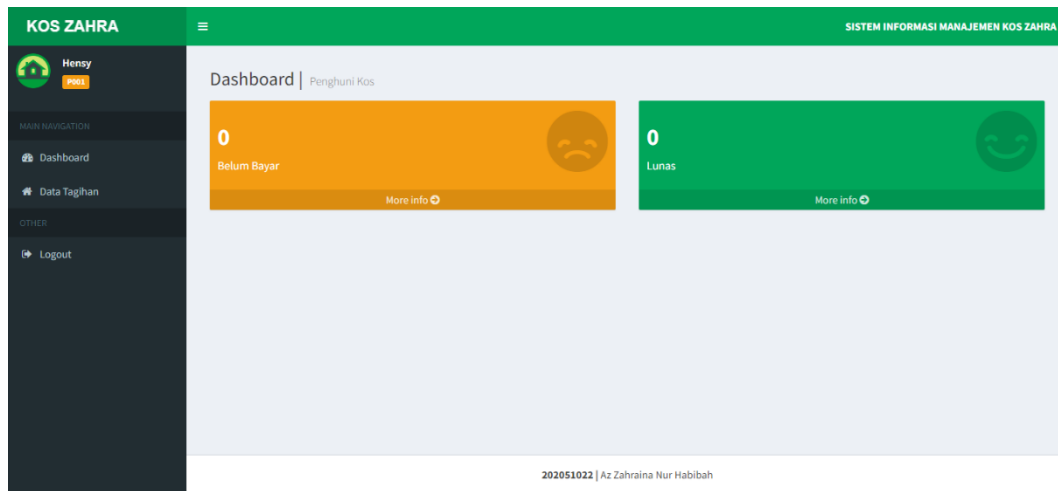 KOS ZAHRA
SISTEM INFORMASI MANAJEMEN KOS ZAHRA
Hensy
P001
MAIN NAVIGATION
Dashboard
Data Tagihan
OTHER
Logout
Dashboard | Penghuni Kos
0
Belum Bayar
More info
0
Lunas
More info
202051022 | Az Zahraina Nur Habibah